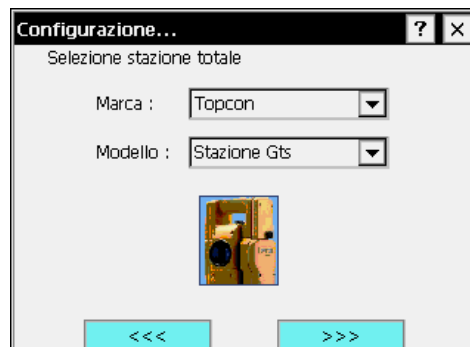 Configurazione... ? ×
Selezione stazione totale
Marca : Topcon
Modello : Stazione Gts
<<< >>>